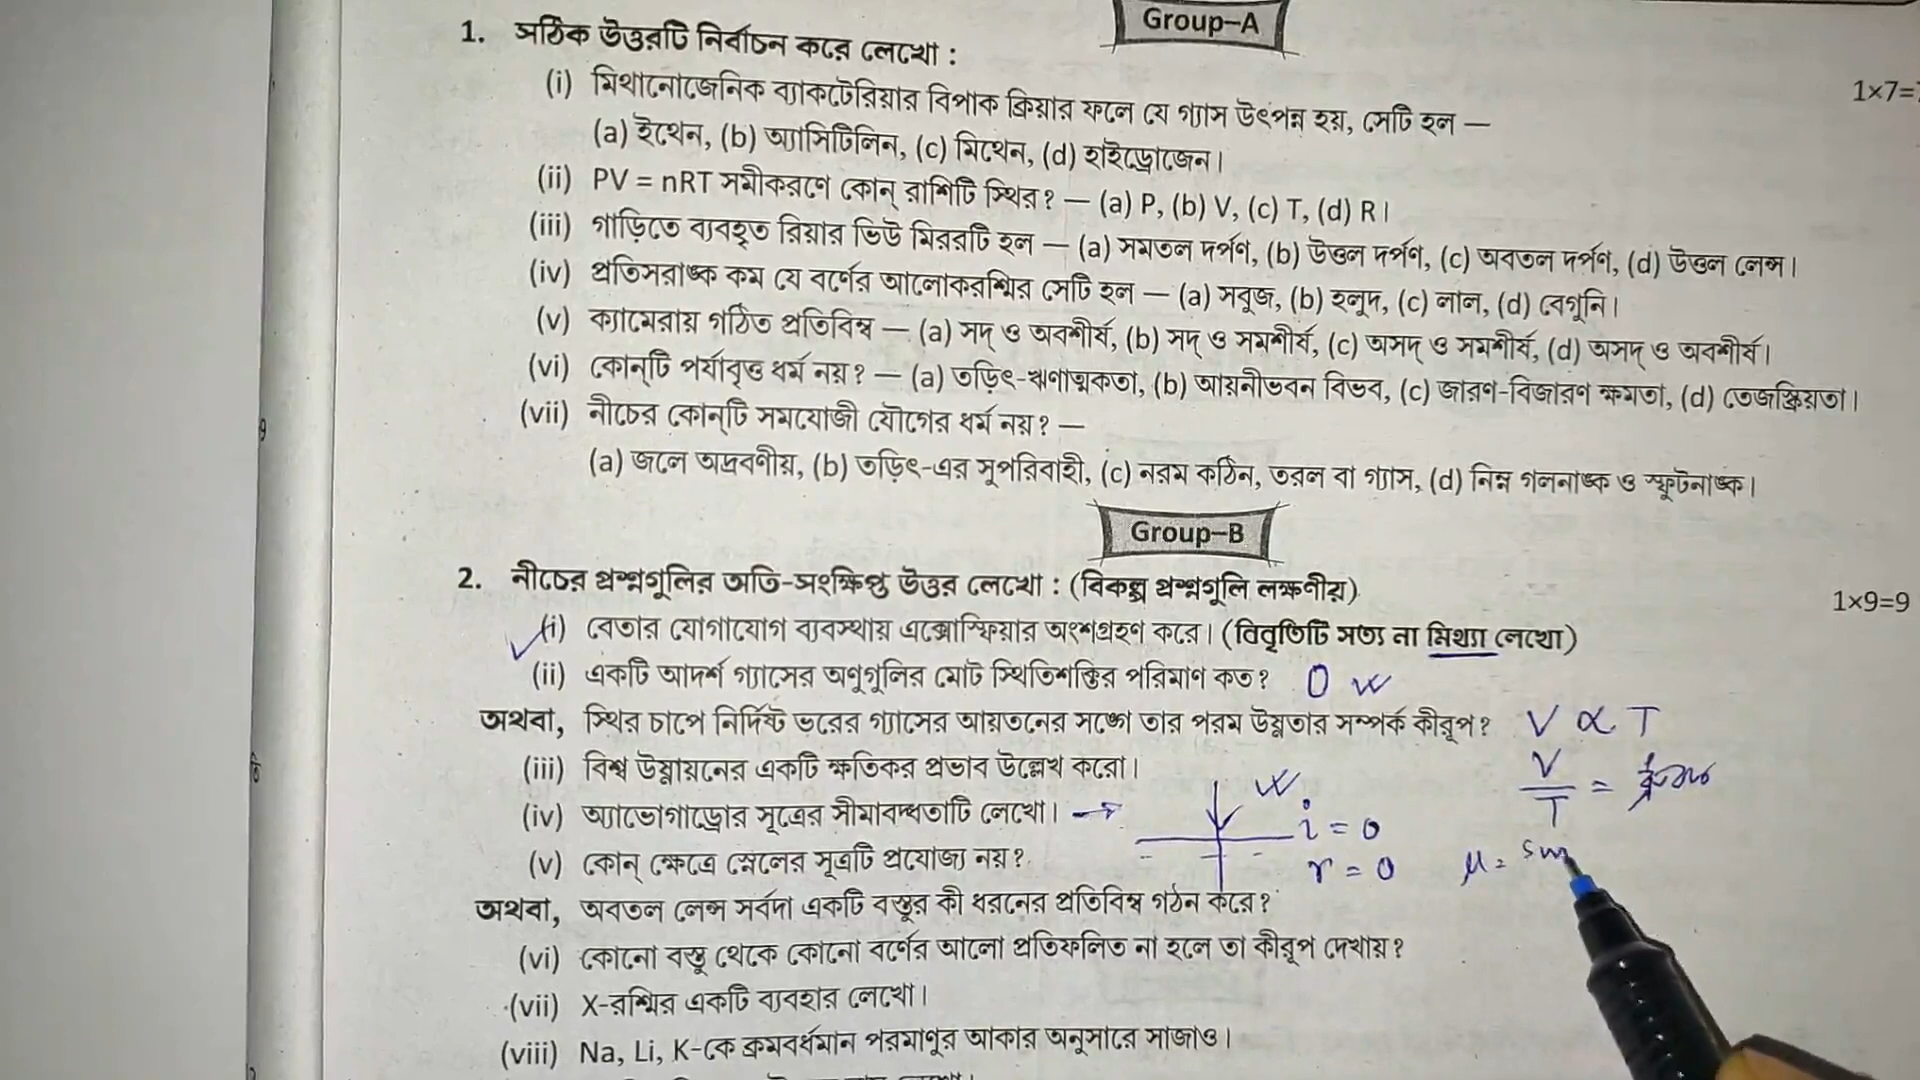 Group–A
1. সঠিক উত্তরটি নির্বাচন করে লেখো :
1×7=7
(i) মিথানোজেনিক ব্যাকটেরিয়ার বিপাক ক্রিয়ার ফলে যে গ্যাস উৎপন্ন হয়, সেটি হল —
(a) ইথেন, (b) অ্যাসিটিলিন, (c) মিথেন, (d) হাইড্রোজেন।
(ii) PV = nRT সমীকরণে কোন্ রাশিটি স্থির? — (a) P, (b) V, (c) T, (d) R।
(iii) গাড়িতে ব্যবহৃত রিয়ার ভিউ মিররটি হল — (a) সমতল দর্পণ, (b) উত্তল দর্পণ, (c) অবতল দর্পণ, (d) উত্তল লেন্স।
(iv) প্রতিসরাঙ্ক কম যে বর্ণের আলোকরশ্মির সেটি হল — (a) সবুজ, (b) হলুদ, (c) লাল, (d) বেগুনি।
(v) ক্যামেরায় গঠিত প্রতিবিম্ব — (a) সদ্ ও অবশীর্ষ, (b) সদ্ ও সমশীর্ষ, (c) অসদ্ ও সমশীর্ষ, (d) অসদ্ ও অবশীর্ষ।
(vi) কোন্‌টি পর্যাবৃত্ত ধর্ম নয়? — (a) তড়িৎ-ঋণাত্মকতা, (b) আয়নীভবন বিভব, (c) জারণ-বিজারণ ক্ষমতা, (d) তেজস্ক্রিয়তা।
(vii) নীচের কোন্‌টি সমযোজী যৌগের ধর্ম নয়? —
(a) জলে অদ্রবণীয়, (b) তড়িৎ-এর সুপরিবাহী, (c) নরম কঠিন, তরল বা গ্যাস, (d) নিম্ন গলনাঙ্ক ও স্ফুটনাঙ্ক।
Group–B
2. নীচের প্রশ্নগুলির অতি-সংক্ষিপ্ত উত্তর লেখো : (বিকল্প প্রশ্নগুলি লক্ষণীয়)
1×9=9
(i) বেতার যোগাযোগ ব্যবস্থায় এক্সোস্ফিয়ার অংশগ্রহণ করে। (বিবৃতিটি সত্য না মিথ্যা লেখো)
(ii) একটি আদর্শ গ্যাসের অণুগুলির মোট স্থিতিশক্তির পরিমাণ কত? 0
অথবা, স্থির চাপে নির্দিষ্ট ভরের গ্যাসের আয়তনের সঙ্গে তার পরম উষ্ণতার সম্পর্ক কীরূপ? V ∝ T
(iii) বিশ্ব উষ্ণায়নের একটি ক্ষতিকর প্রভাব উল্লেখ করো।
V/T =
(iv) অ্যাভোগাড্রোর সূত্রের সীমাবদ্ধতাটি লেখো। → i = 0
(v) কোন্ ক্ষেত্রে স্নেলের সূত্রটি প্রযোজ্য নয়? r = 0 μ =
অথবা, অবতল লেন্স সর্বদা একটি বস্তুর কী ধরনের প্রতিবিম্ব গঠন করে?
(vi) কোনো বস্তু থেকে কোনো বর্ণের আলো প্রতিফলিত না হলে তা কীরূপ দেখায়?
(vii) X-রশ্মির একটি ব্যবহার লেখো।
(viii) Na, Li, K-কে ক্রমবর্ধমান পরমাণুর আকার অনুসারে সাজাও।